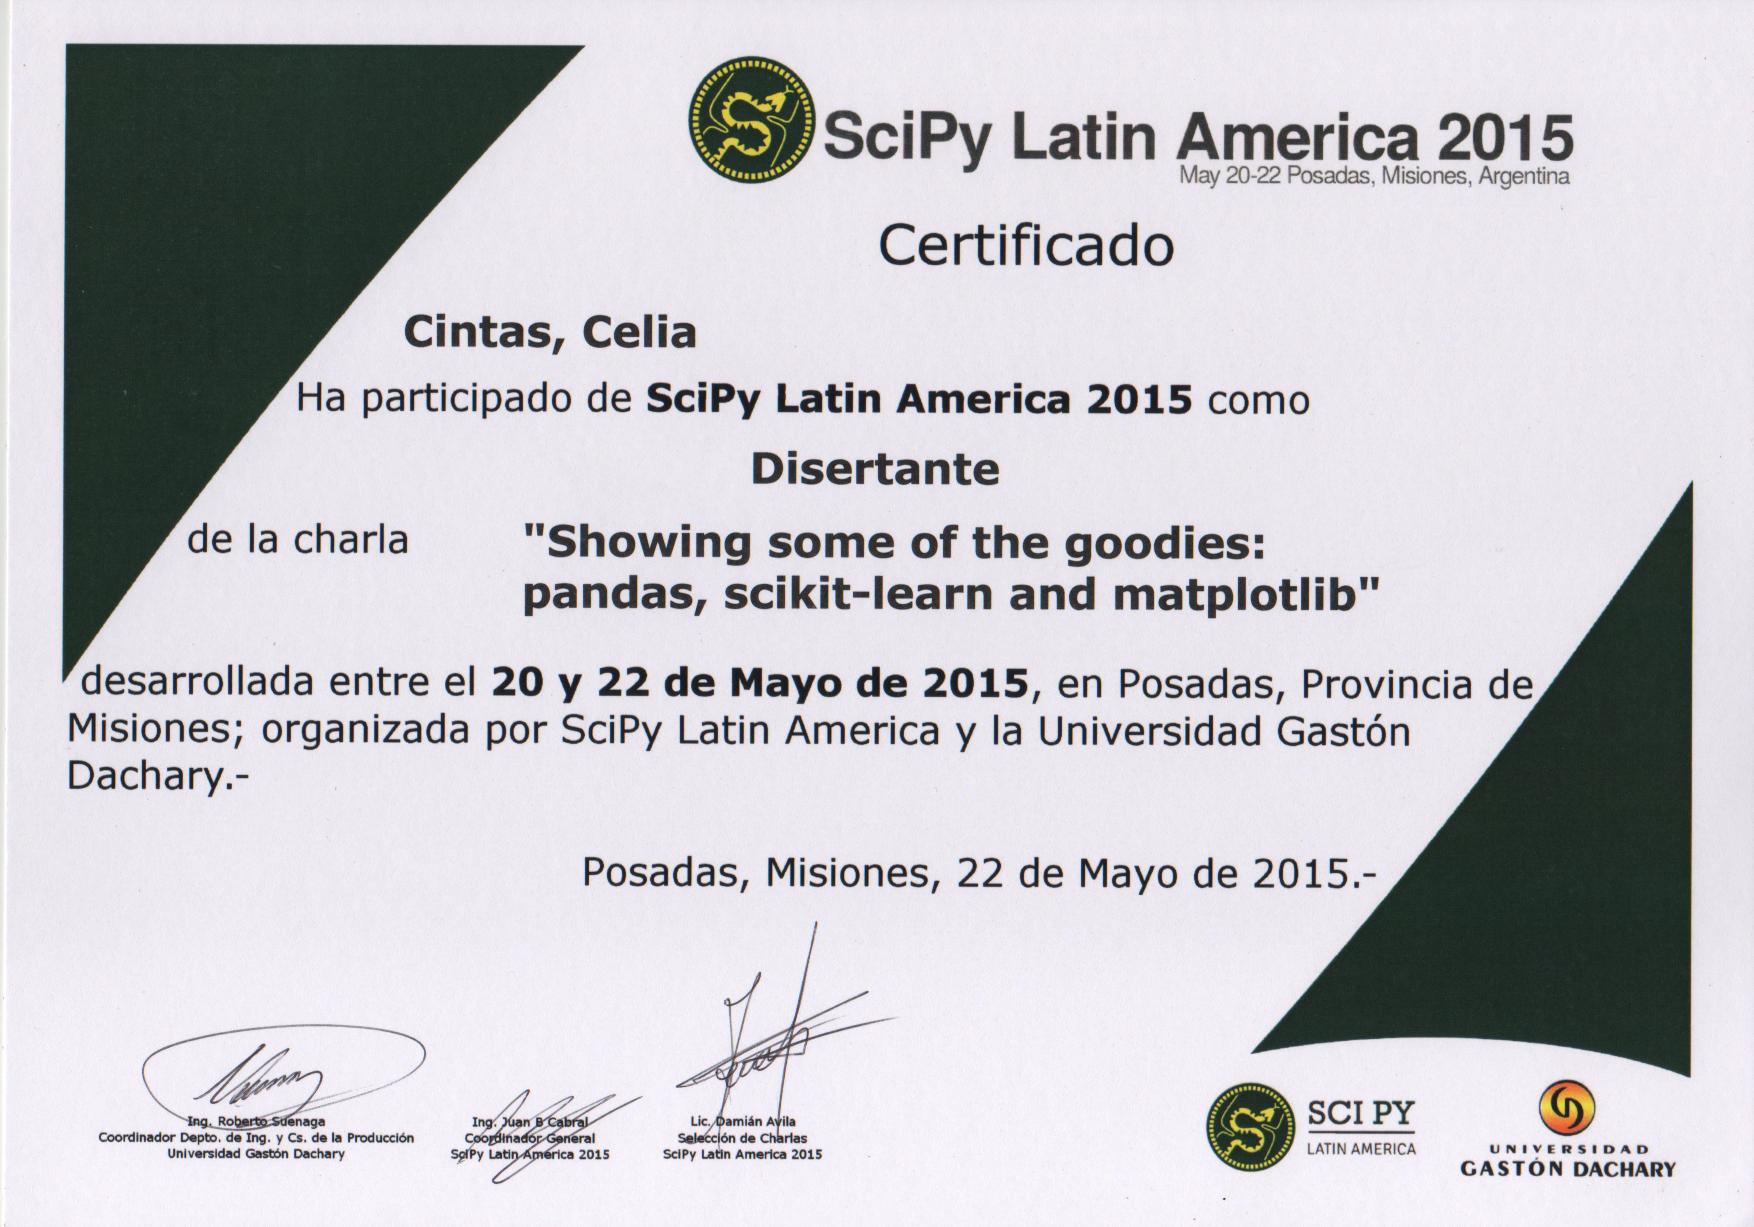 SciPy Latin America 2015
May 20-22 Posadas, Misiones, Argentina
Certificado
Cintas, Celia
Ha participado de SciPy Latin America 2015 como
Disertante
de la charla "Showing some of the goodies:
pandas, scikit-learn and matplotlib"
desarrollada entre el 20 y 22 de Mayo de 2015, en Posadas, Provincia de
Misiones; organizada por SciPy Latin America y la Universidad Gastón
Dachary.-
Posadas, Misiones, 22 de Mayo de 2015.-
Ing. Roberto Suenaga
Coordinador Depto. de Ing. y Cs. de la Producción
Universidad Gastón Dachary
Ing. Juan B Cabral
Coordinador General
SciPy Latin America 2015
Lic. Damián Avila
Selección de Charlas
SciPy Latin America 2015
SCI PY
LATIN AMERICA
UNIVERSIDAD
GASTÓN DACHARY